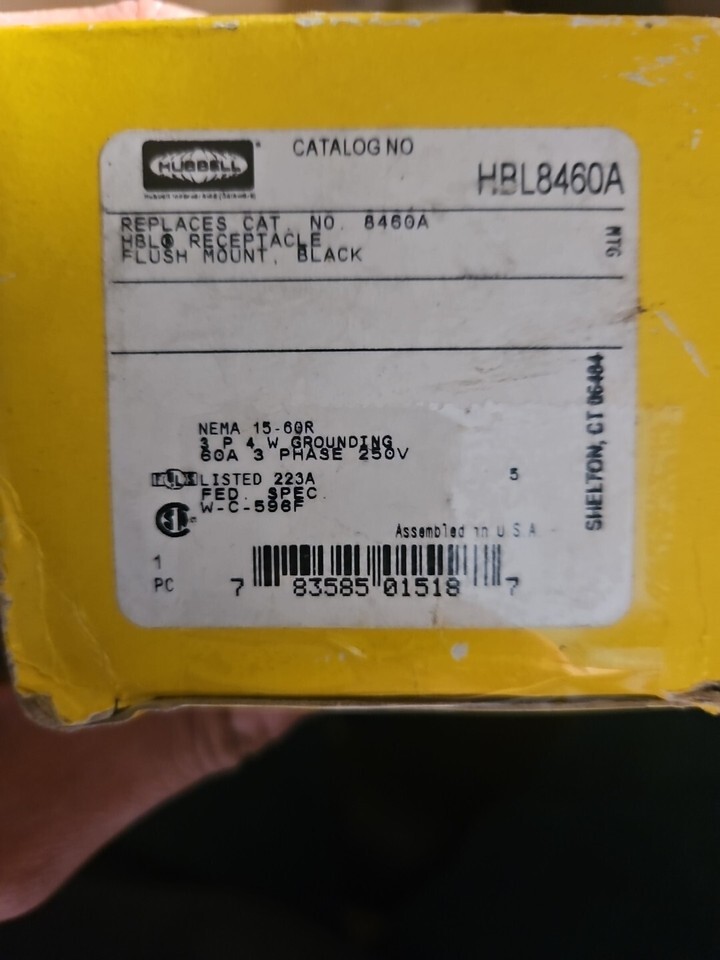 HUBBELL
CATALOG NO
HBL8460A
REPLACES CAT. NO. 8460A
HBL® RECEPTACLE
FLUSH MOUNT, BLACK
MTG
NEMA 15-60R
3 P 4 W GROUNDING
60A 3 PHASE 250V
LISTED 223A
5
FED. SPEC.
W-C-596F
SHELTON, CT 06484
Assembled in U.S.A
1
PC
7 83585 01518 7